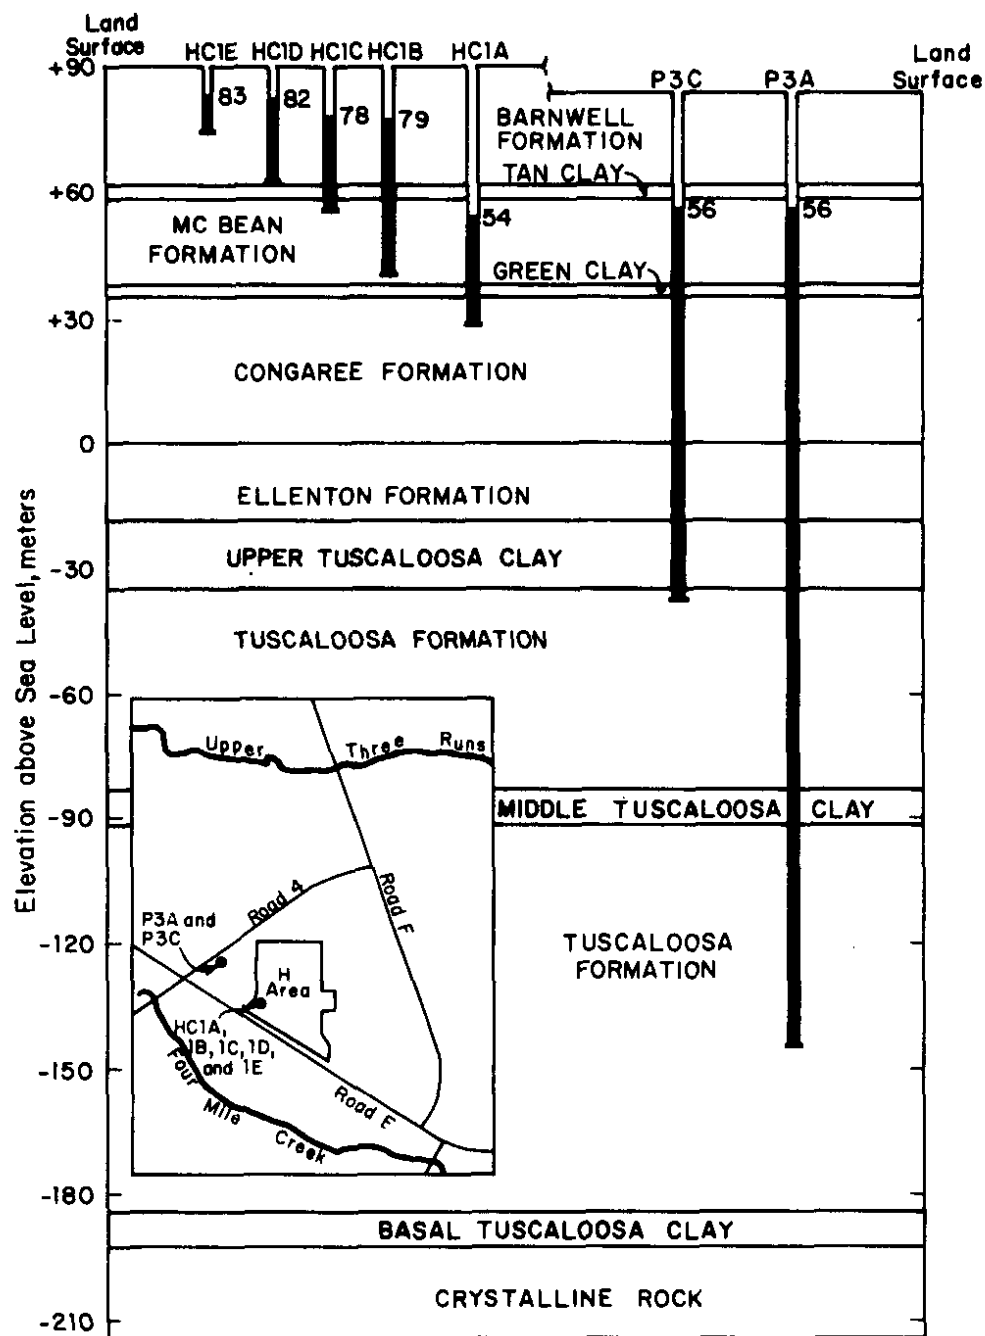 Land
Surface
HC1E HC1D HC1C HC1B HC1A
Land
Surface
P3C P3A
+90
83
82
78
79
BARNWELL
FORMATION
TAN CLAY
+60
54
56
56
MC BEAN
FORMATION
GREEN CLAY
+30
CONGAREE FORMATION
0
ELLENTON FORMATION
UPPER TUSCALOOSA CLAY
-30
TUSCALOOSA FORMATION
-60
Elevation above Sea Level, meters
Upper Three Runs
MIDDLE TUSCALOOSA CLAY
-90
Road 4
Road F
P3A and
P3C
-120
TUSCALOOSA
FORMATION
H
Area
HC1A,
1B, 1C, 1D,
and 1E
-150
Four Mile Creek
Road E
-180
BASAL TUSCALOOSA CLAY
CRYSTALLINE ROCK
-210